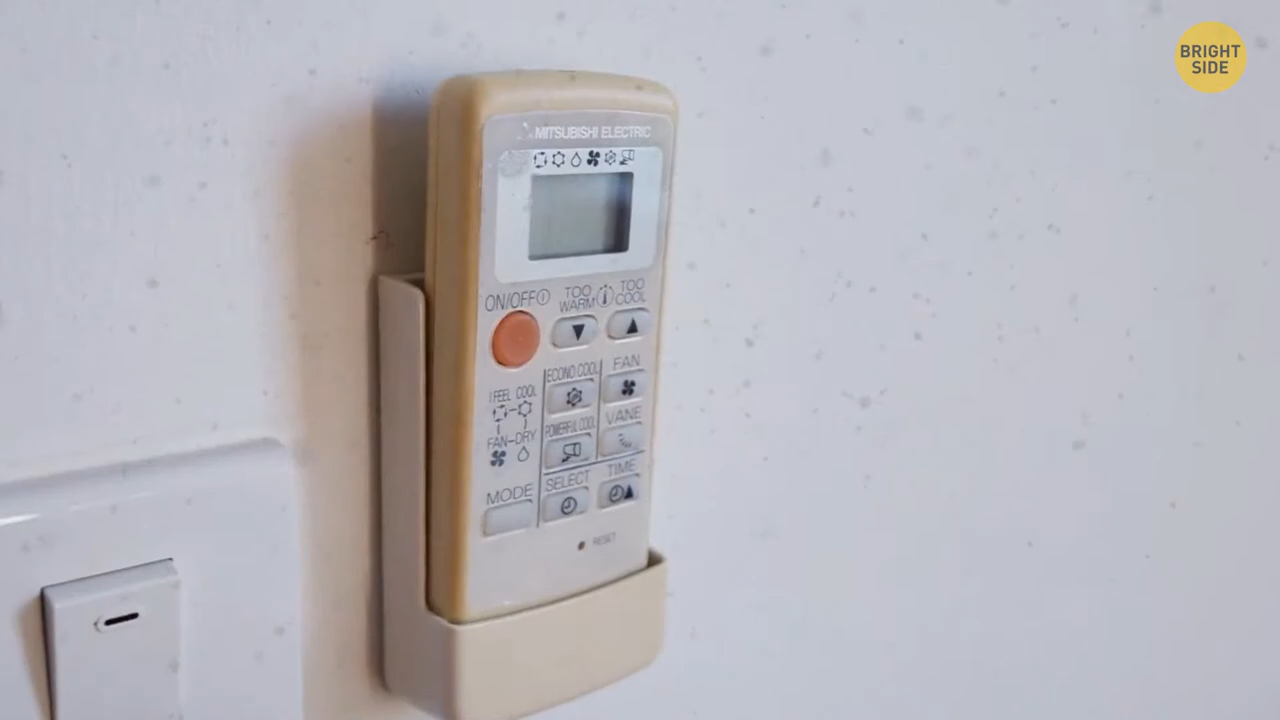 BRIGHT
SIDE
MITSUBISHI ELECTRIC
ON/OFF
TOO
WARM
TOO
COOL
ECONO COOL
FAN
I FEEL COOL
FAN DRY
POWERFUL COOL
VANE
MODE
SELECT
TIME
RESET